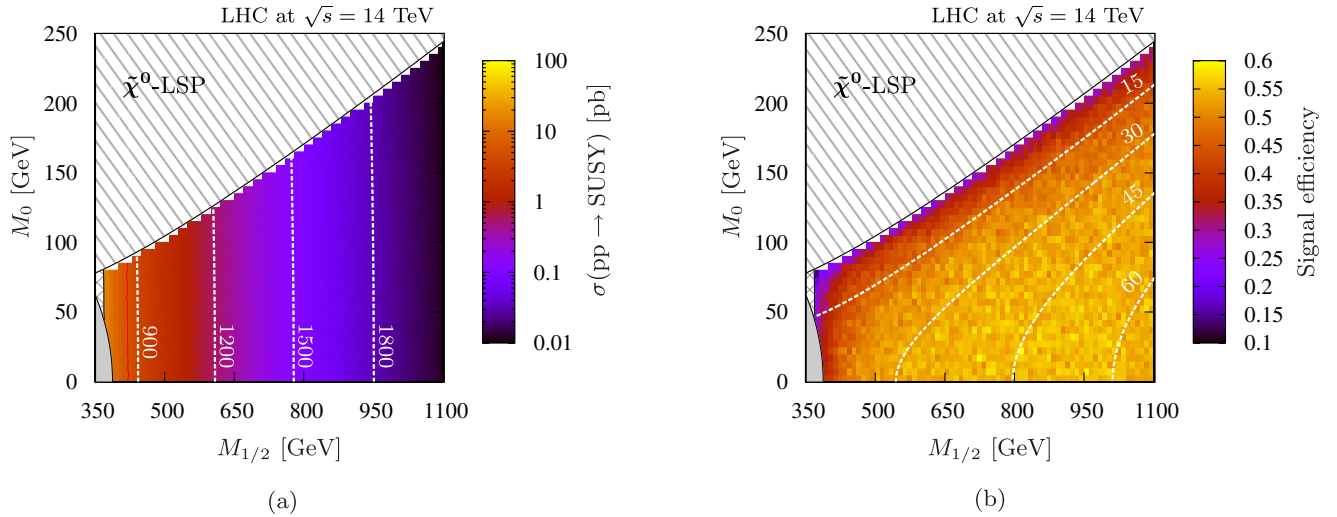 LHC at √s = 14 TeV
250
200
150
100
50
0
M₀ [GeV]
χ̃⁰-LSP
900
1200
1500
1800
350 500 650 800 950 1100
M₁/₂ [GeV]
100
10
1
0.1
0.01
σ(pp → SUSY) [pb]
(a)
LHC at √s = 14 TeV
250
200
150
100
50
0
M₀ [GeV]
χ̃⁰-LSP
15
30
45
60
350 500 650 800 950 1100
M₁/₂ [GeV]
0.6
0.55
0.5
0.45
0.4
0.35
0.3
0.25
0.2
0.15
0.1
Signal efficiency
(b)